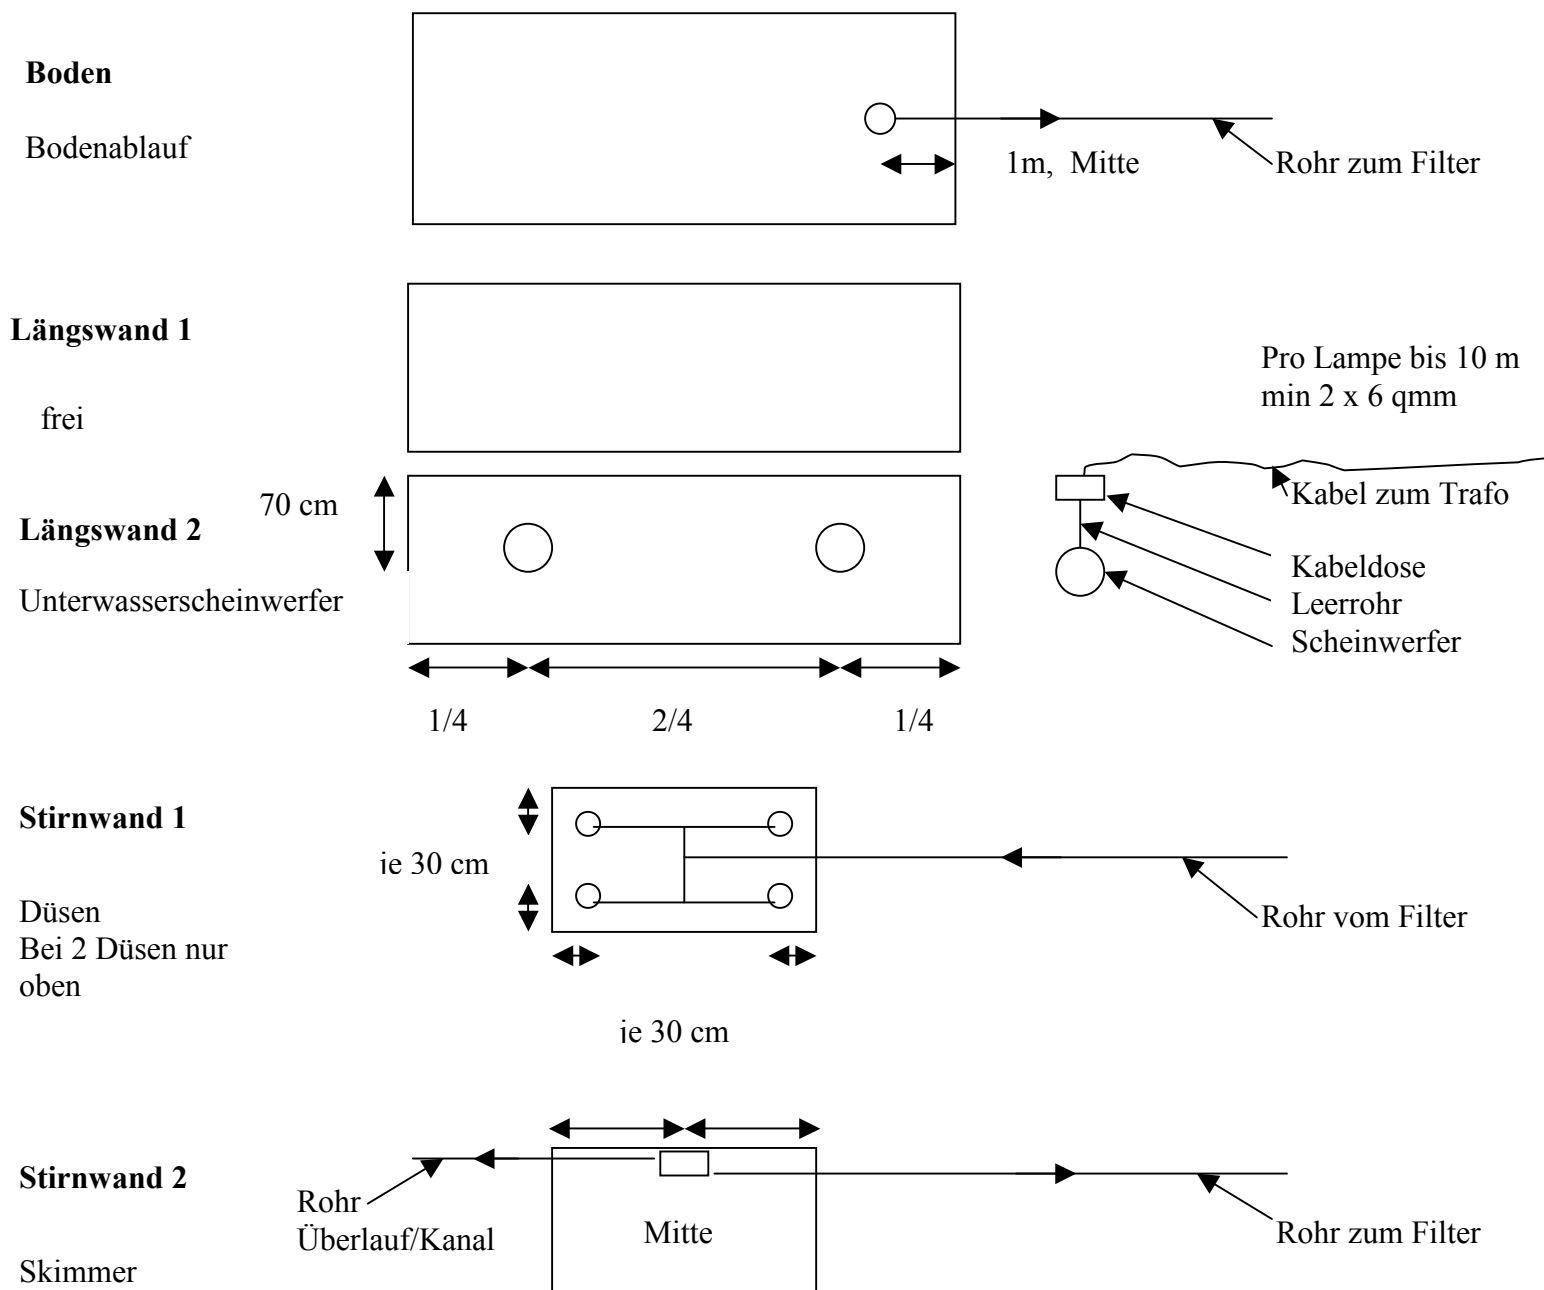 Boden
Bodenablauf
1m, Mitte
Rohr zum Filter
Längswand 1
frei
Pro Lampe bis 10 m
min 2 x 6 qmm
70 cm
Längswand 2
Unterwasserscheinwerfer
Kabel zum Trafo
Kabeldose
Leerrohr
Scheinwerfer
1/4
2/4
1/4
Stirnwand 1
je 30 cm
Düsen
Bei 2 Düsen nur
oben
Rohr vom Filter
je 30 cm
Stirnwand 2
Rohr
Überlauf/Kanal
Mitte
Rohr zum Filter
Skimmer